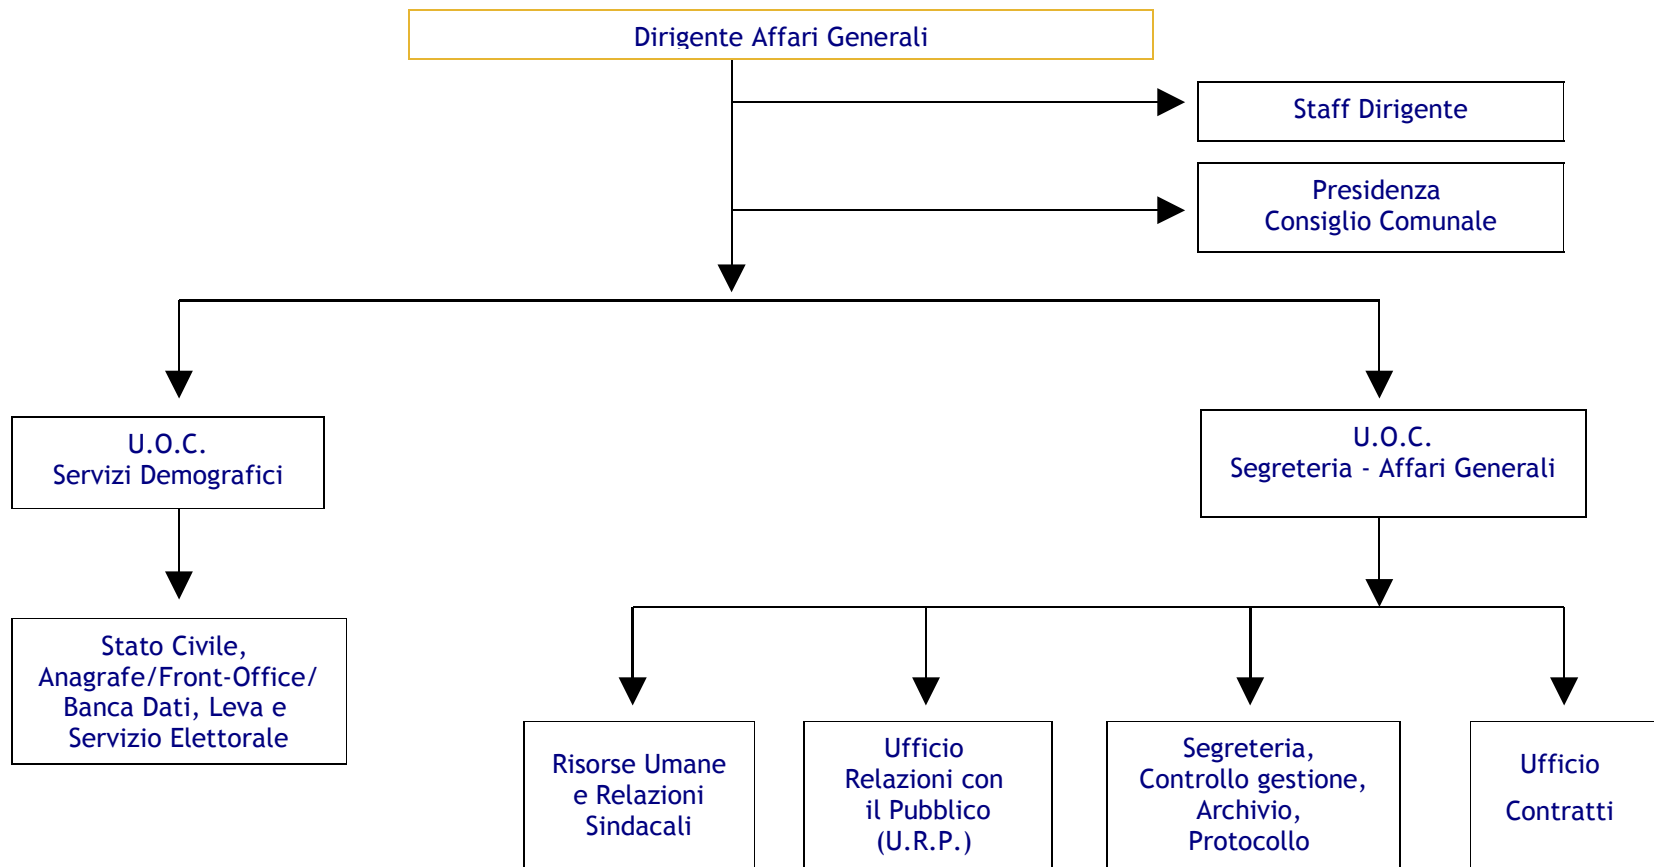 Dirigente Affari Generali
Staff Dirigente
Presidenza
Consiglio Comunale
U.O.C.
Servizi Demografici
U.O.C.
Segreteria - Affari Generali
Stato Civile,
Anagrafe/Front-Office/
Banca Dati, Leva e
Servizio Elettorale
Risorse Umane
e Relazioni
Sindacali
Ufficio
Relazioni con
il Pubblico
(U.R.P.)
Segreteria,
Controllo gestione,
Archivio,
Protocollo
Ufficio
Contratti